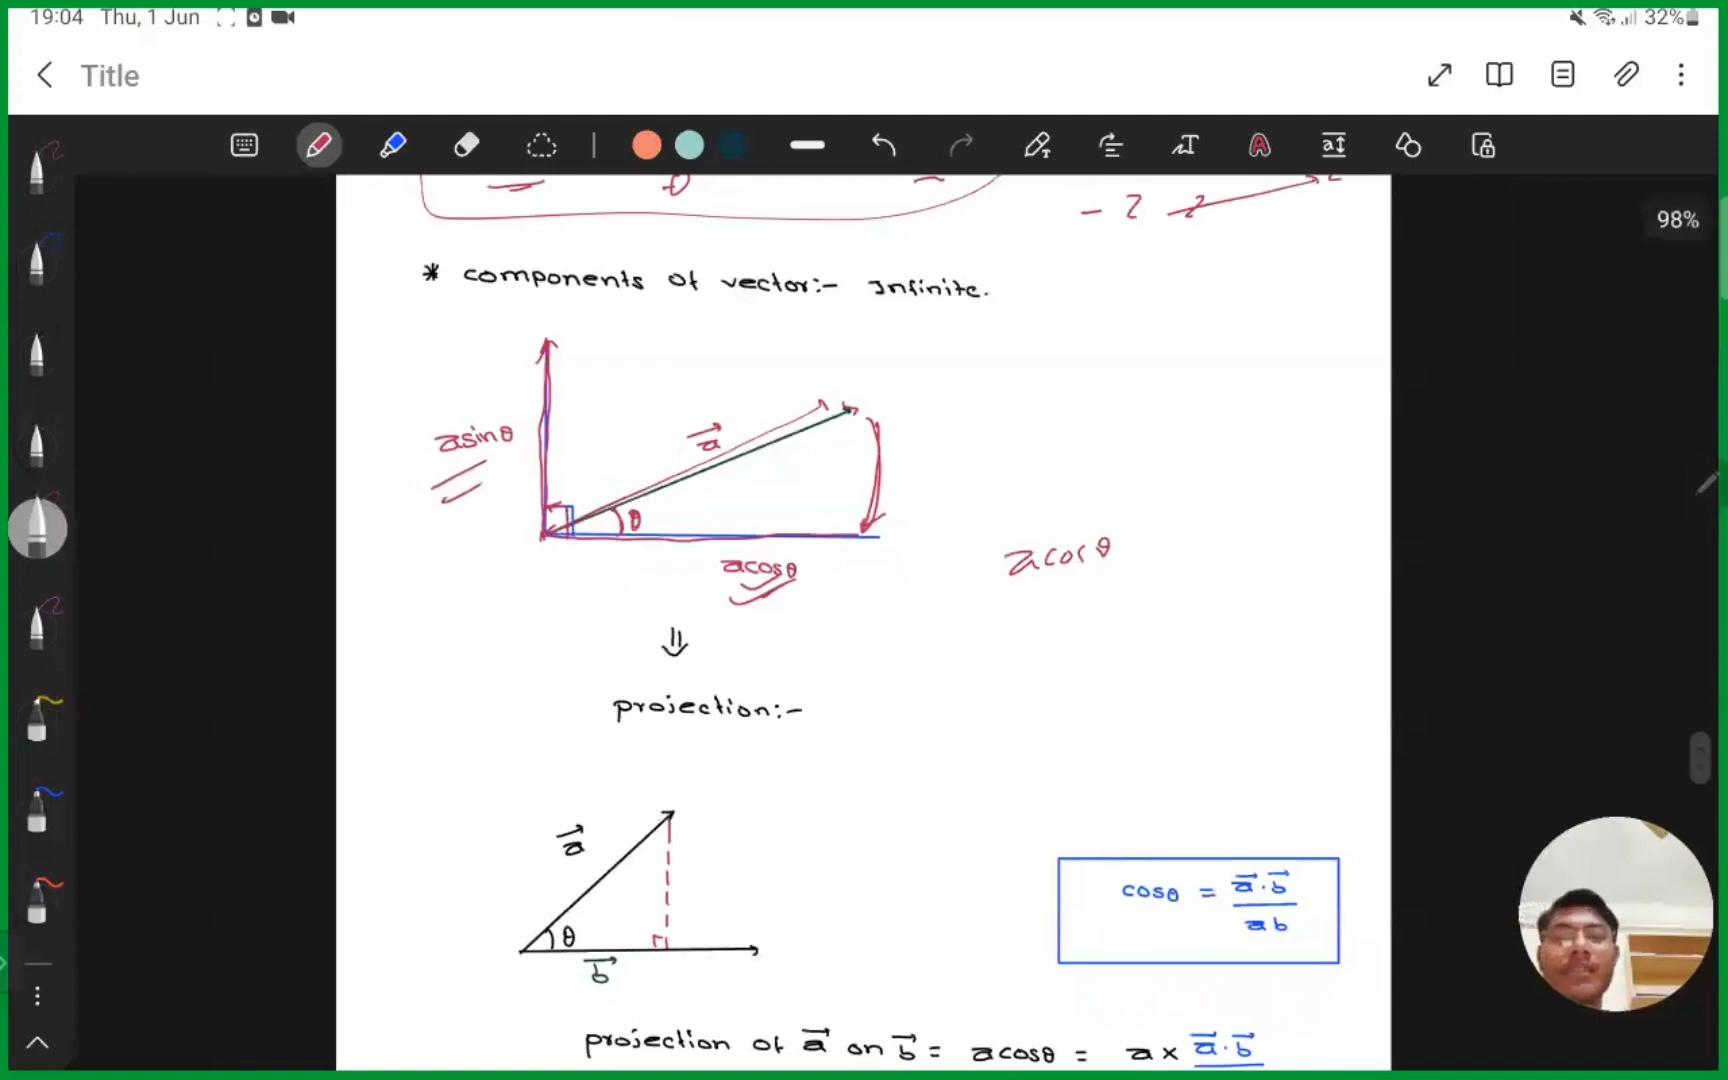 19:04 Thu, 1 Jun
32%
Title
98%
- 2
* components of vector:- Infinite.
asinθ
a
θ
acosθ
acosθ
⇓
projection:-
a
θ
b
cosθ = a⃗.b⃗ / ab
projection of a⃗ on b⃗ = acosθ = a× a⃗.b⃗